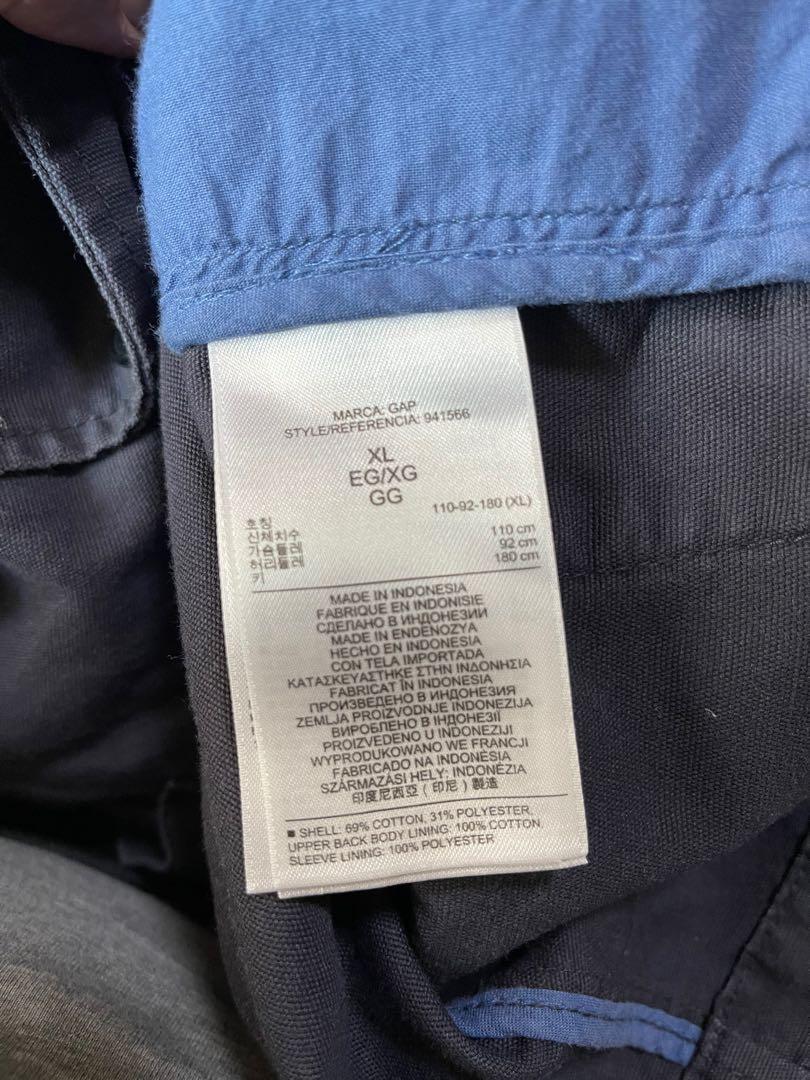 MARCA: GAP
STYLE/REFERENCIA: 941566
XL
EG/XG
GG
호칭 110-92-180 (XL)
신체치수
가슴둘레 110 cm
허리둘레 92 cm
키 180 cm
MADE IN INDONESIA
FABRIQUE EN INDONISIE
СДЕЛАНО В ИНДОНЕЗИИ
MADE IN ENDENOZYA
HECHO EN INDONESIA
CON TELA IMPORTADA
ΚΑΤΑΣΚΕΥΑΣΤΗΚΕ ΣΤΗΝ ΙΝΔΟΝΗΣΙΑ
FABRICAT ÎN INDONESIA
ПРОИЗВЕДЕНО В ИНДОНЕЗИЯ
ZEMLJA PROIZVODNJE INDONEZIJA
ВИРОБЛЕНО В ІНДОНЕЗІЇ
PROIZVEDENO U INDONEZIJI
WYPRODUKOWANO WE FRANCJI
FABRICADO NA INDONÉSIA
SZÁRMAZÁSI HELY: INDONÉZIA
印度尼西亞 (印尼) 製造
■ SHELL: 69% COTTON, 31% POLYESTER,
UPPER BACK BODY LINING: 100% COTTON,
SLEEVE LINING: 100% POLYESTER